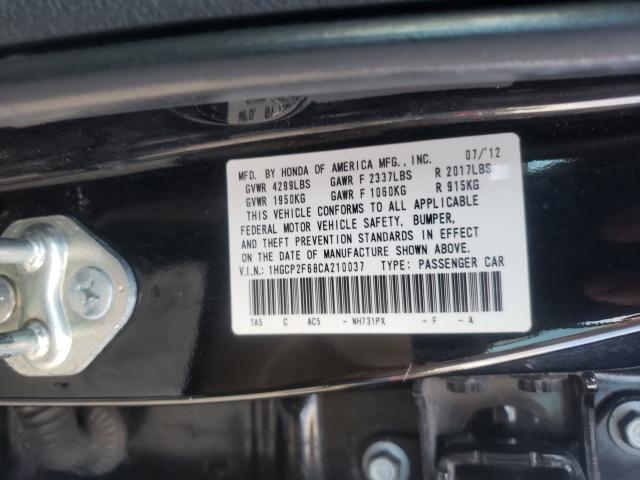 MFD. BY HONDA OF AMERICA MFG., INC. 07/'12
GVWR 4299LBS GAWR F 2337LBS R 2017LBS
GVWR 1950KG GAWR F 1060KG R 915KG
THIS VEHICLE CONFORMS TO ALL APPLICABLE
FEDERAL MOTOR VEHICLE SAFETY, BUMPER,
AND THEFT PREVENTION STANDARDS IN EFFECT
ON THE DATE OF MANUFACTURE SHOWN ABOVE.
V.I.N.: 1HGCP2F68CA210037 TYPE: PASSENGER CAR
TA5 C AC5 - NH731PX - F - A